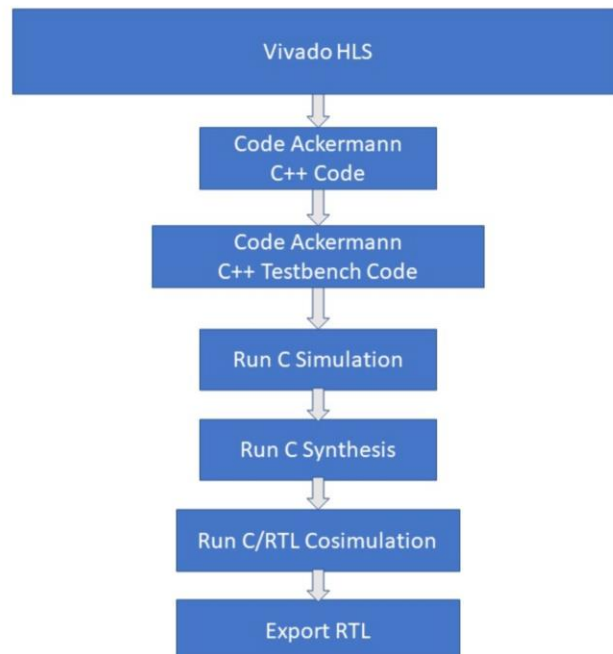 Vivado HLS
Code Ackermann
C++ Code
Code Ackermann
C++ Testbench Code
Run C Simulation
Run C Synthesis
Run C/RTL Cosimulation
Export RTL